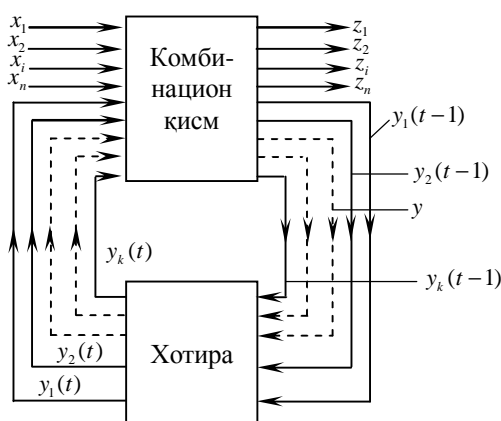 x₁
x₂
xᵢ
xₙ
Комби-
национ
қисм
z₁
z₂
zᵢ
zₙ
y₁(t−1)
y₂(t−1)
y
yₖ(t−1)
yₖ(t)
Хотира
y₂(t)
y₁(t)